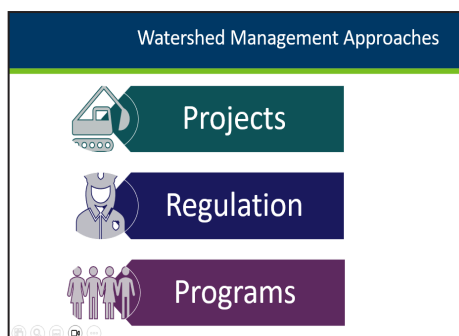 Watershed Management Approaches
Projects
Regulation
Programs